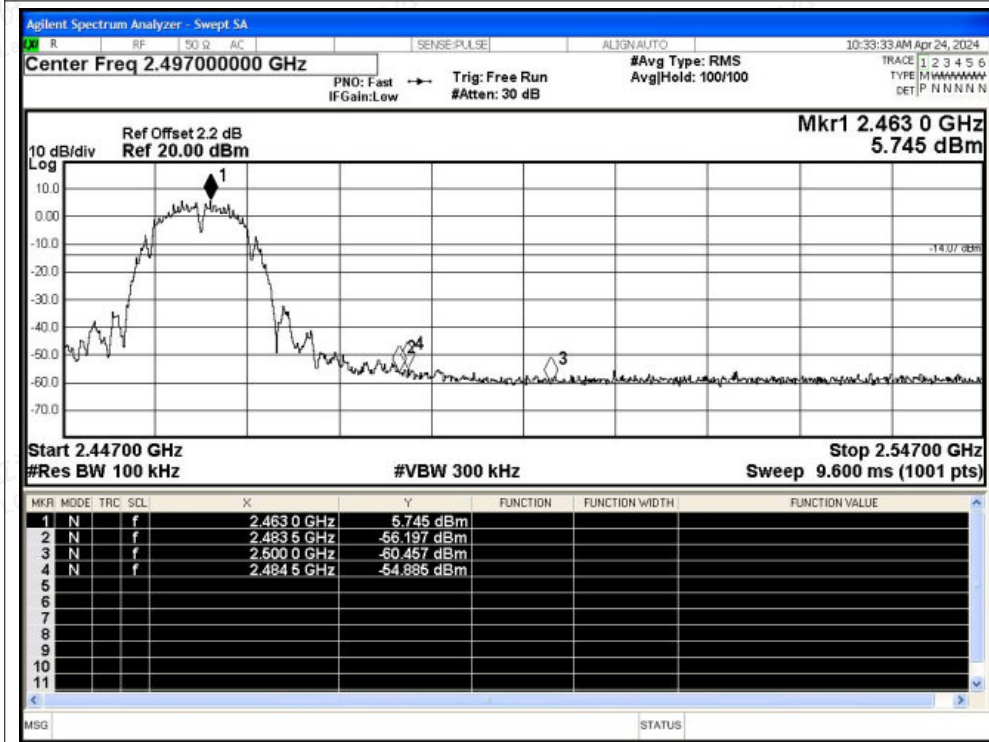 Agilent Spectrum Analyzer - Swept SA
LXI R RF 50 Ω AC SENSE:PULSE ALIGN AUTO 10:33:33 AM Apr 24, 2024
Center Freq 2.497000000 GHz
PNO: Fast
IFGain:Low
Trig: Free Run
#Atten: 30 dB
#Avg Type: RMS
Avg|Hold: 100/100
TRACE 1 2 3 4 5 6
TYPE M
DET P N N N N N
Mkr1 2.463 0 GHz
5.745 dBm
Ref Offset 2.2 dB
10 dB/div Ref 20.00 dBm
Log
1
10.0
0.00
-10.0
-14.07 dBm
-20.0
-30.0
-40.0
-50.0
2 4
3
-60.0
-70.0
Start 2.44700 GHz Stop 2.54700 GHz
#Res BW 100 kHz #VBW 300 kHz Sweep 9.600 ms (1001 pts)
MKR MODE TRC SCL X Y FUNCTION FUNCTION WIDTH FUNCTION VALUE
1 N f 2.463 0 GHz 5.745 dBm
2 N f 2.483 5 GHz -56.197 dBm
3 N f 2.500 0 GHz -60.457 dBm
4 N f 2.484 5 GHz -54.885 dBm
5
6
7
8
9
10
11
MSG STATUS